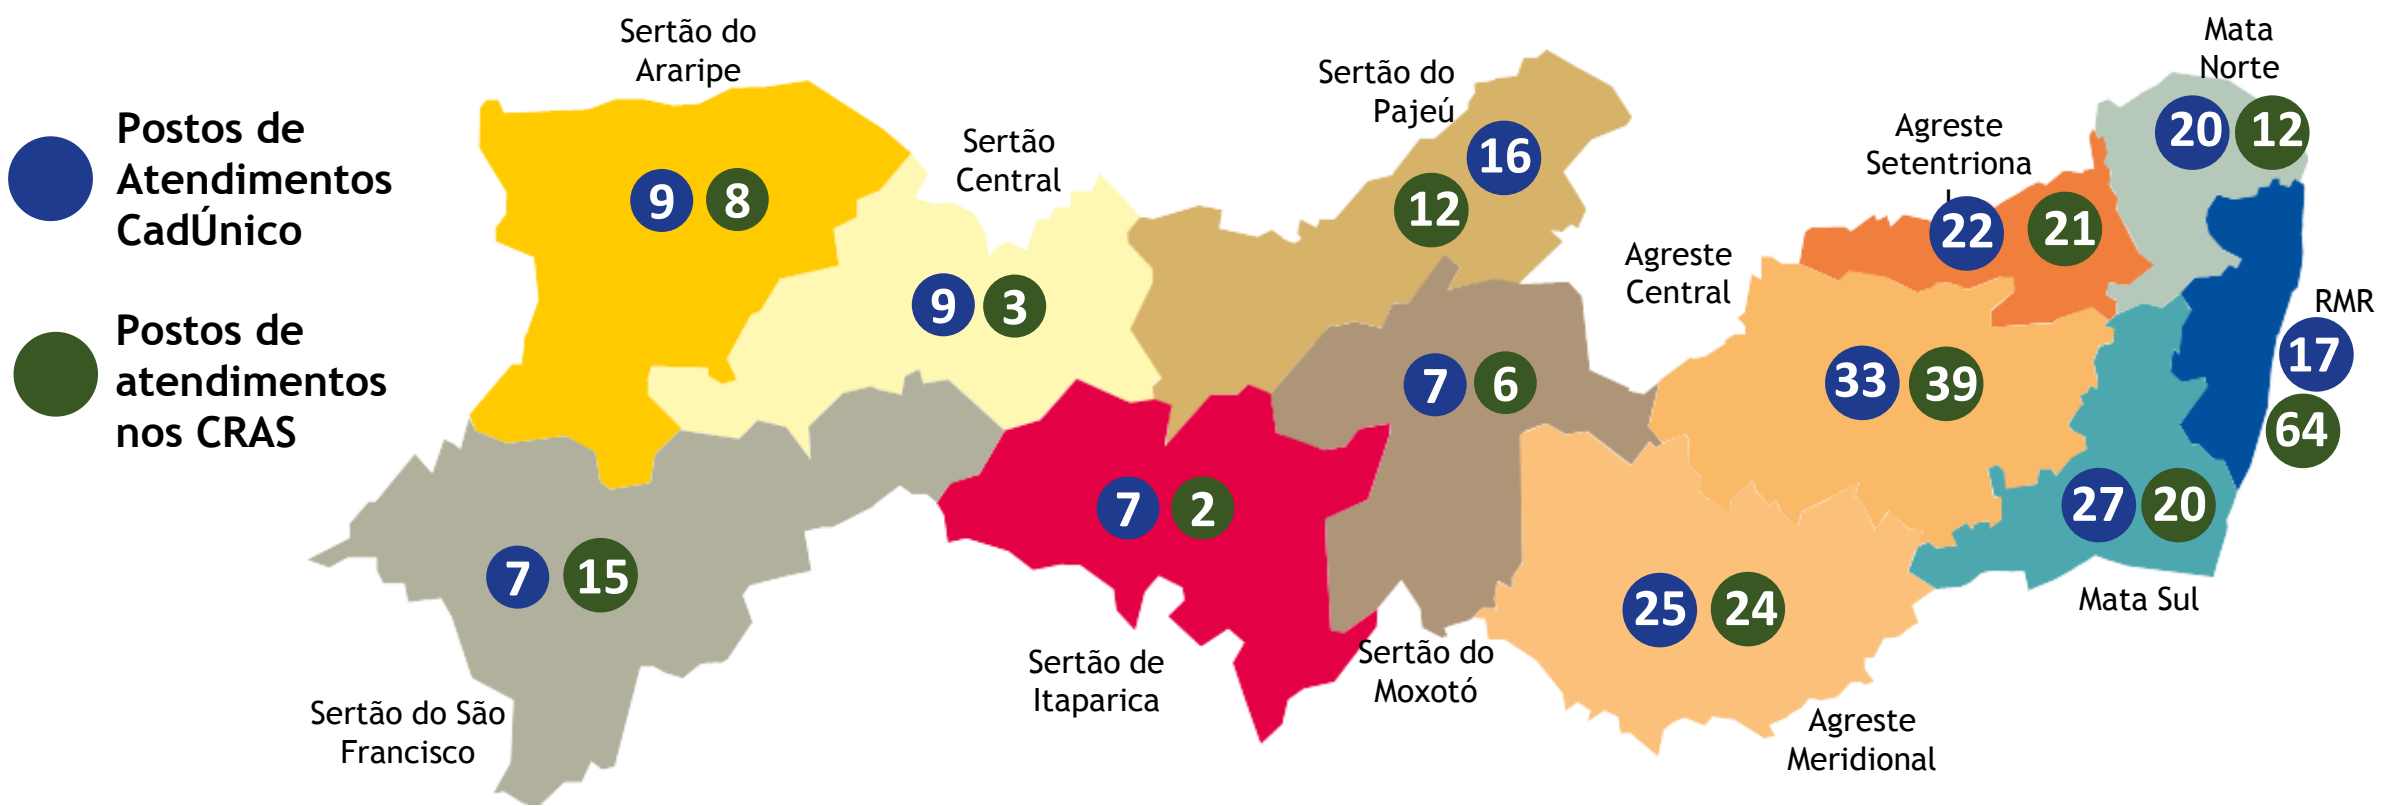 Postos de
Atendimentos
CadÚnico
Postos de
atendimentos
nos CRAS
Sertão do
Araripe
9 8
Sertão
Central
9 3
Sertão do
Pajeú
16
12
Agreste
Setentriona
l
22 21
Mata
Norte
20 12
Agreste
Central
33 39
RMR
17
64
7 6
Sertão do
Moxotó
7 2
Sertão de
Itaparica
7 15
Sertão do São
Francisco
25 24
Agreste
Meridional
27 20
Mata Sul